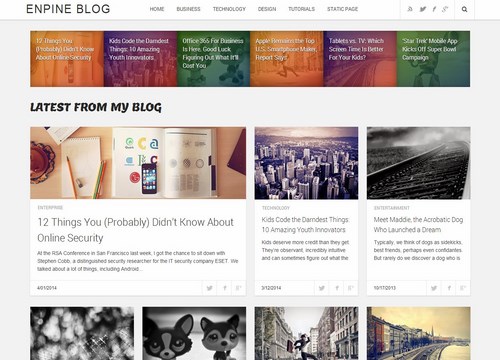 ENPINE BLOG
HOME BUSINESS TECHNOLOGY DESIGN TUTORIALS STATIC PAGE
12 Things You
(Probably) Didn't Know
About Online Security
Kids Code the Darndest
Things: 10 Amazing
Youth Innovators
Office 365 For Business
Is Here. Good Luck
Figuring Out What It'll
Cost You
Apple Remains the Top
U.S. Smartphone Maker,
Report Says
Tablets vs. TV: Which
Screen Time Is Better
For Your Kids?
'Star Trek' Mobile App
Kicks Off Super Bowl
Campaign
LATEST FROM MY BLOG
ENTERPRISE
12 Things You (Probably) Didn't Know About
Online Security
At the RSA Conference in San Francisco last week, I got the chance to sit down with
Stephen Cobb, a distinguished security researcher for the IT security company ESET. We
talked about a lot of things, including Android.
4/21/2014
TECHNOLOGY
Kids Code the Darndest Things:
10 Amazing Youth Innovators
Kids deserve more credit than they get.
They're observant, incredibly intuitive
and can sometimes figure out what the
3/12/2014
ENTERTAINMENT
Meet Maddie, the Acrobatic Dog
Who Launched a Dream
Typically, we think of dogs as sidekicks,
best friends, perhaps even confidantes.
But rarely do we discover a dog who is
10/17/2013